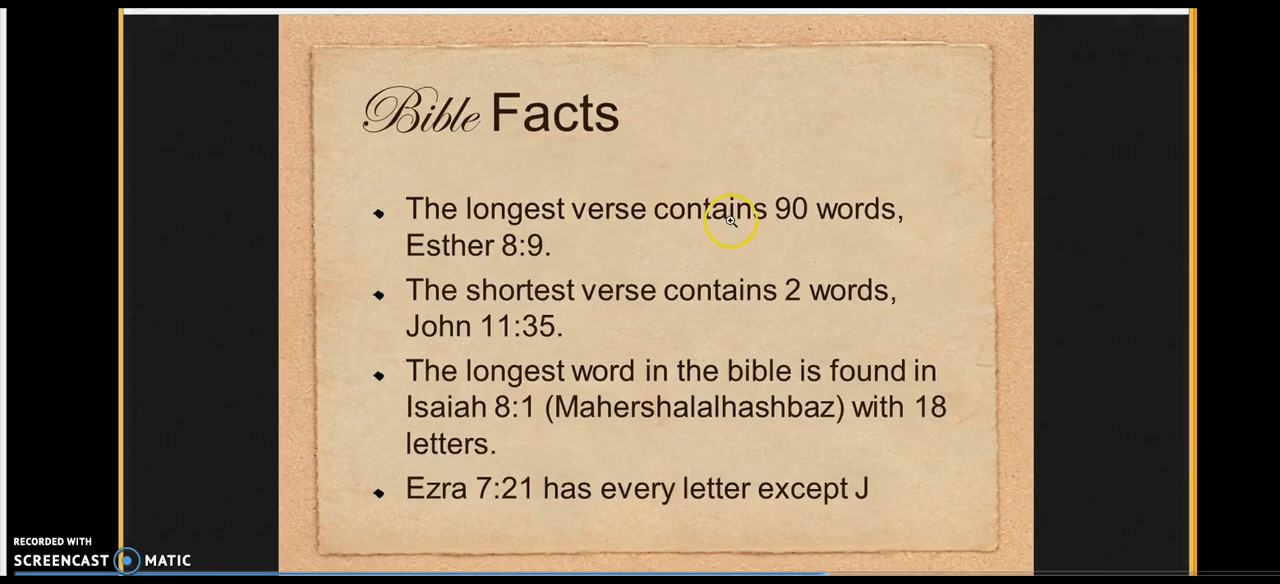 Bible Facts
The longest verse contains 90 words,
Esther 8:9.
The shortest verse contains 2 words,
John 11:35.
The longest word in the bible is found in
Isaiah 8:1 (Mahershalalhashbaz) with 18
letters.
Ezra 7:21 has every letter except J
RECORDED WITH
SCREENCAST MATIC